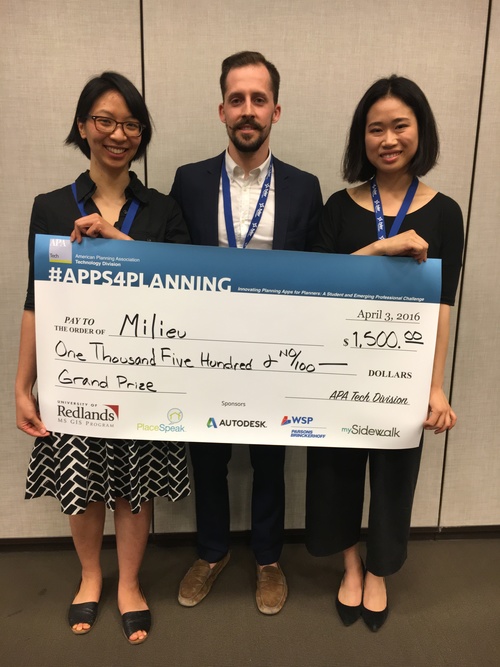 APA
Tech
American Planning Association
Technology Division
#APPS4PLANNING
Innovating Planning Apps for Planners: A Student and Emerging Professional Challenge
April 3, 2016
PAY TO
THE ORDER OF Milieu $ 1,500.00
One Thousand Five Hundred & NO/100 — DOLLARS
Grand Prize APA Tech Division
Sponsors
UNIVERSITY OF
Redlands
MS GIS PROGRAM
PlaceSpeak
AUTODESK
WSP
PARSONS
BRINCKERHOFF
mySidewalk